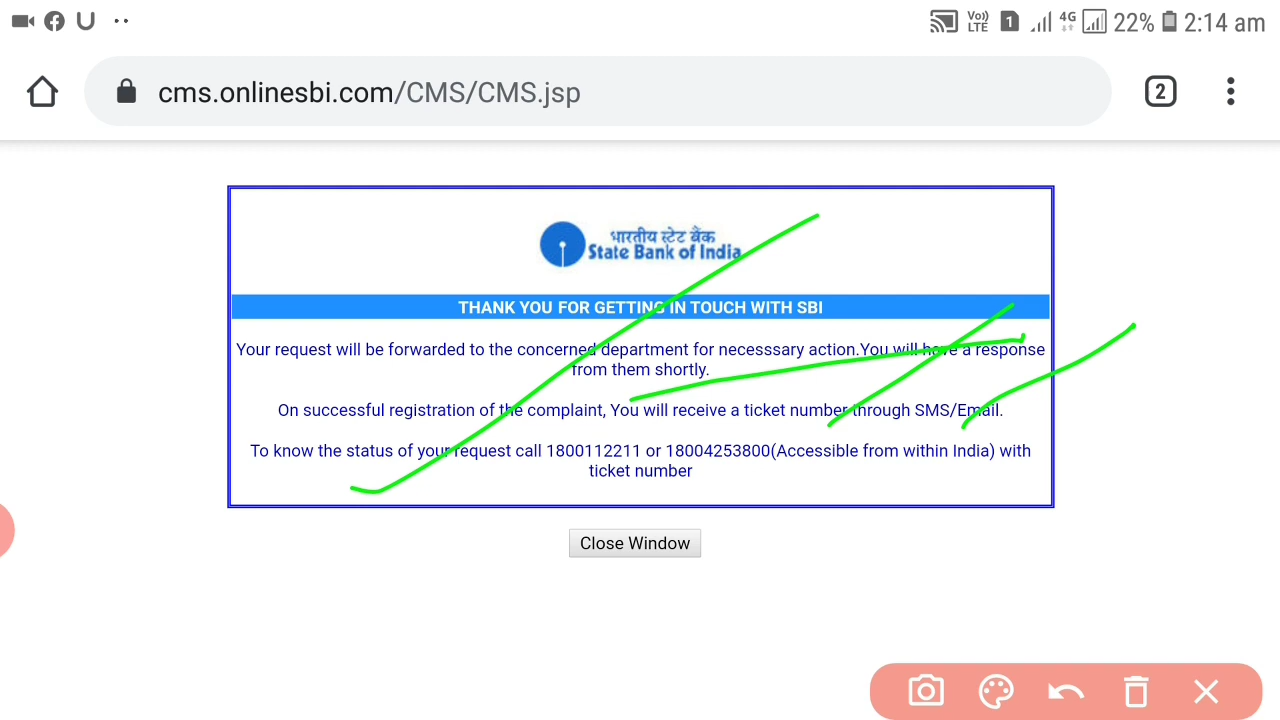 Vo)) LTE 1 4G 22% 2:14 am
cms.onlinesbi.com/CMS/CMS.jsp 2
भारतीय स्टेट बैंक
State Bank of India
THANK YOU FOR GETTING IN TOUCH WITH SBI
Your request will be forwarded to the concerned department for necesssary action.You will have a response
from them shortly.
On successful registration of the complaint, You will receive a ticket number through SMS/Email.
To know the status of your request call 1800112211 or 18004253800(Accessible from within India) with
ticket number
Close Window